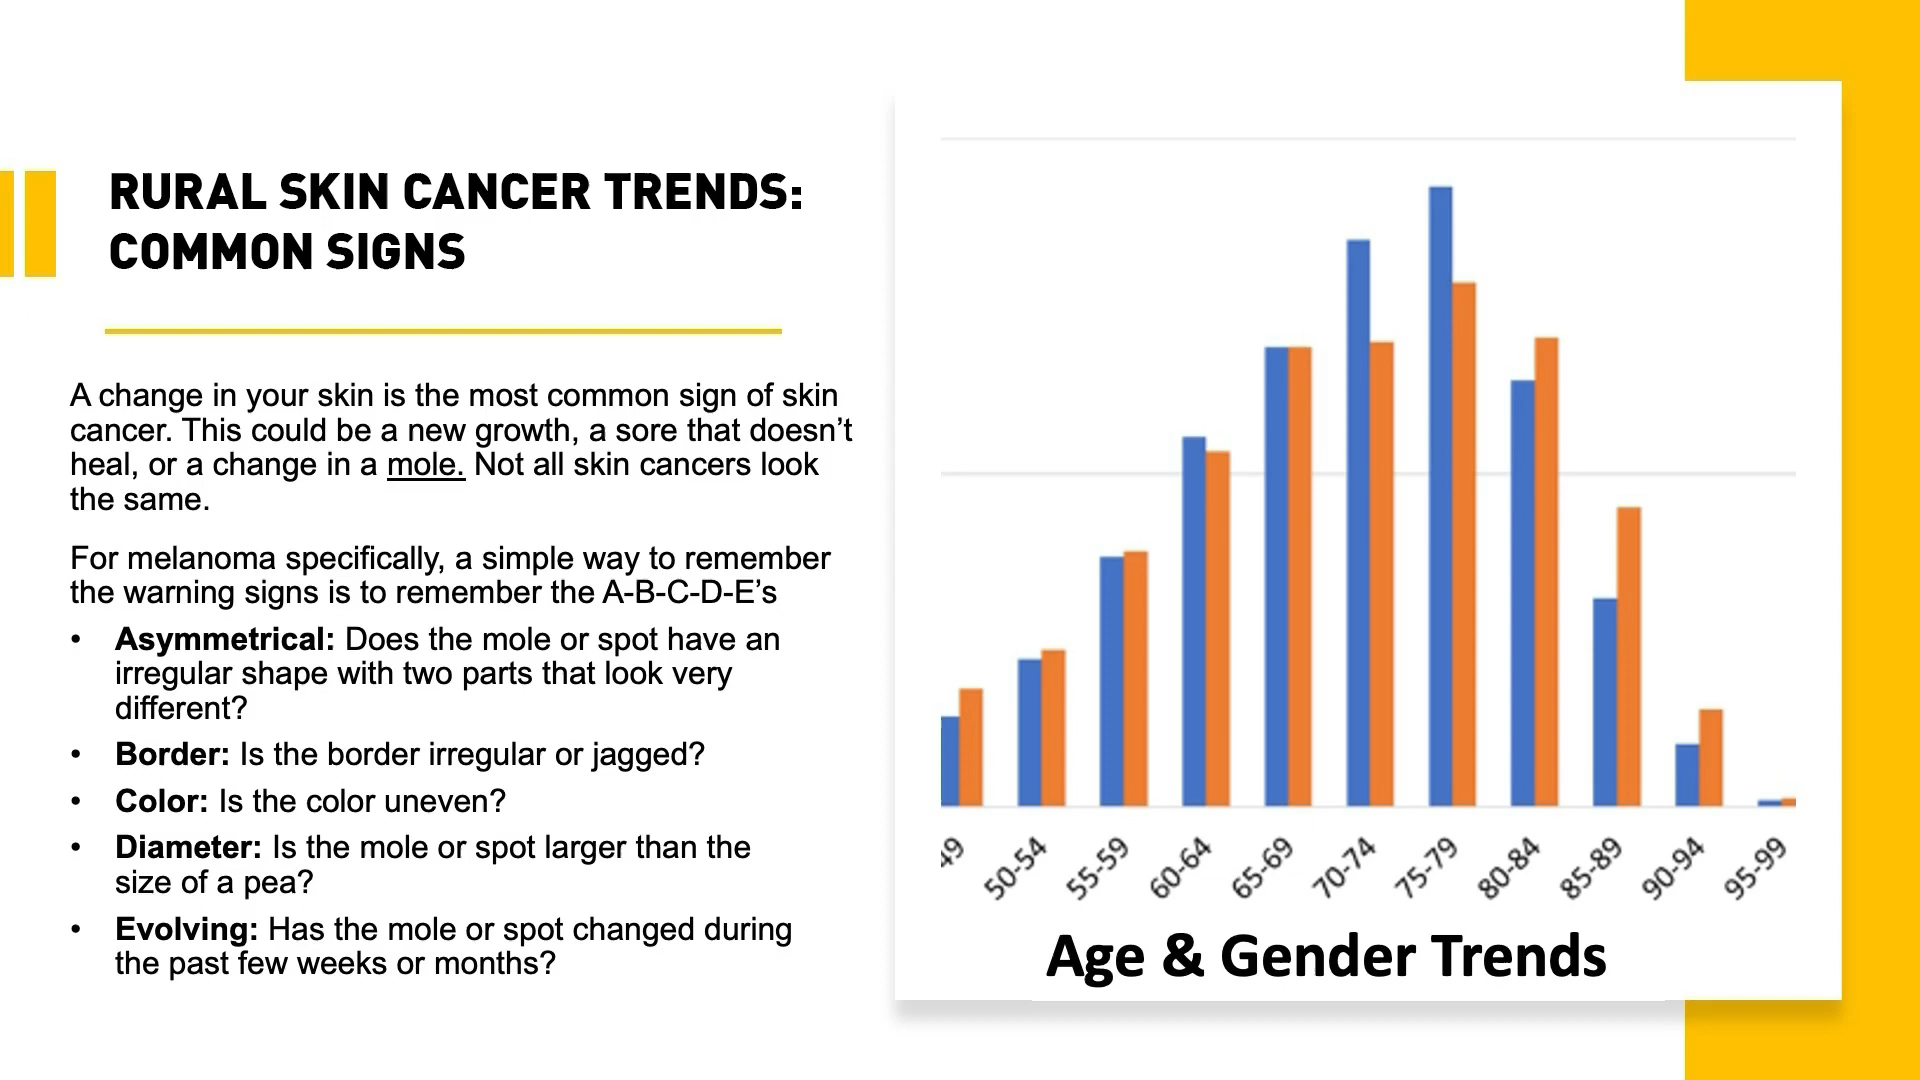 RURAL SKIN CANCER TRENDS:
COMMON SIGNS
A change in your skin is the most common sign of skin
cancer. This could be a new growth, a sore that doesn’t
heal, or a change in a mole. Not all skin cancers look
the same.
For melanoma specifically, a simple way to remember
the warning signs is to remember the A-B-C-D-E’s
• Asymmetrical: Does the mole or spot have an
irregular shape with two parts that look very
different?
• Border: Is the border irregular or jagged?
• Color: Is the color uneven?
• Diameter: Is the mole or spot larger than the
size of a pea?
• Evolving: Has the mole or spot changed during
the past few weeks or months?
49
50-54
55-59
60-64
65-69
70-74
75-79
80-84
85-89
90-94
95-99
Age & Gender Trends